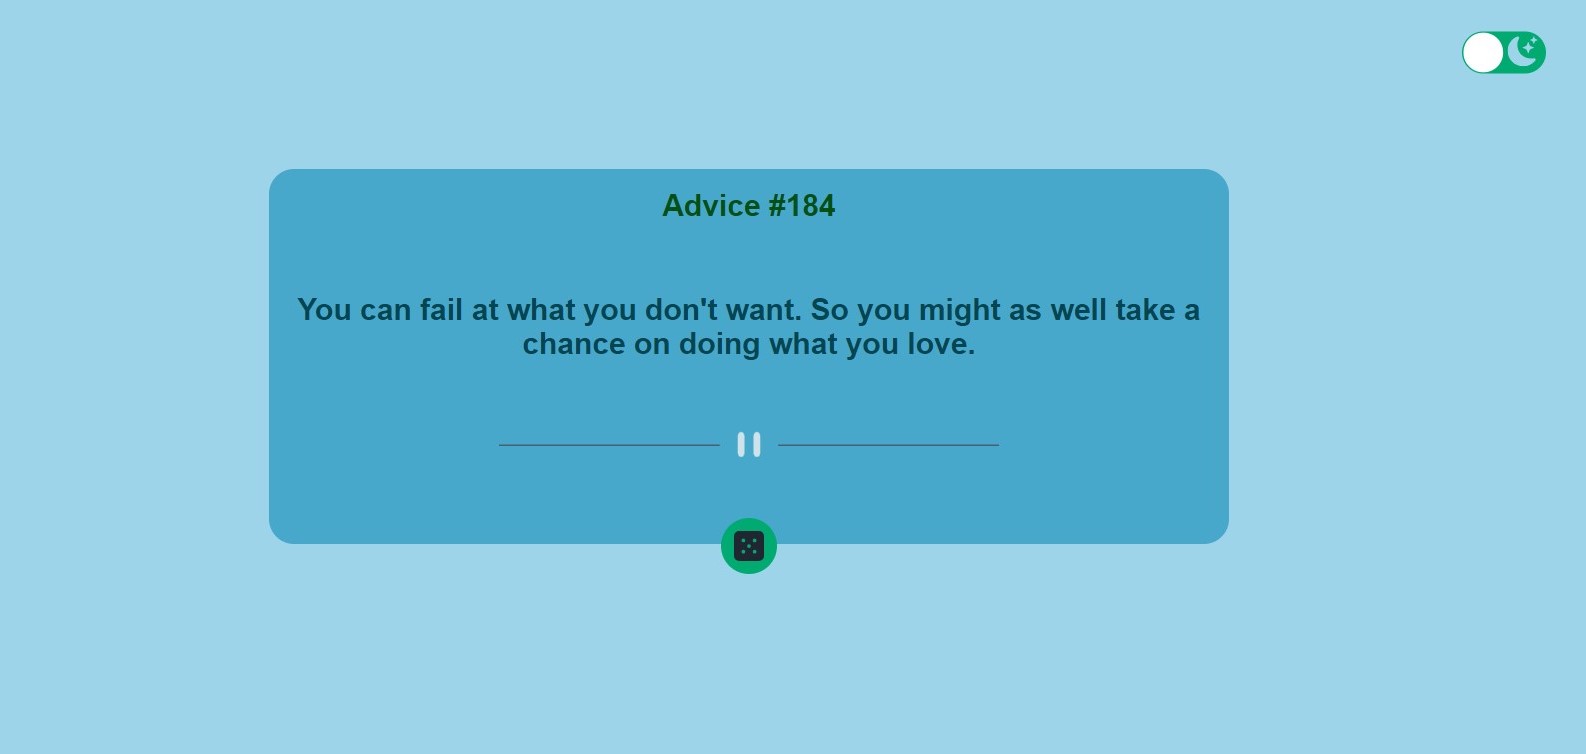 Advice #184
You can fail at what you don't want. So you might as well take a
chance on doing what you love.